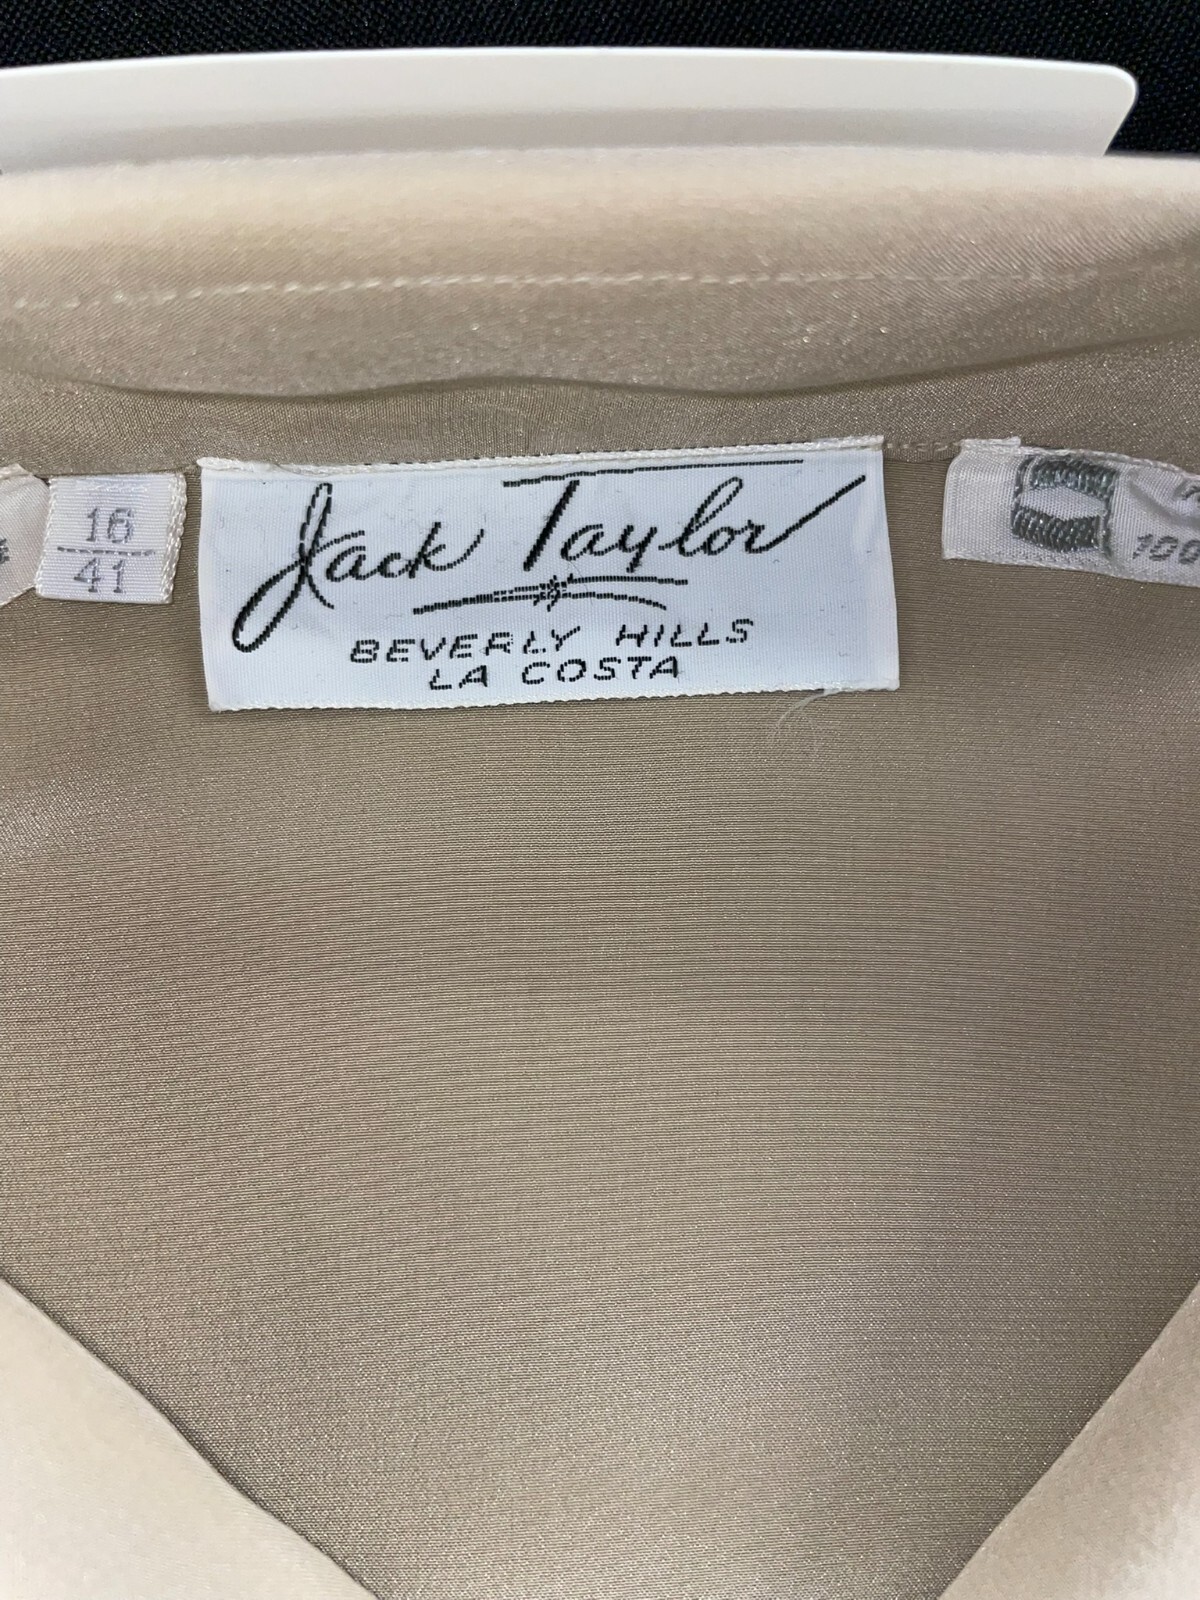 16
41
Jack Taylor
BEVERLY HILLS
LA COSTA
100